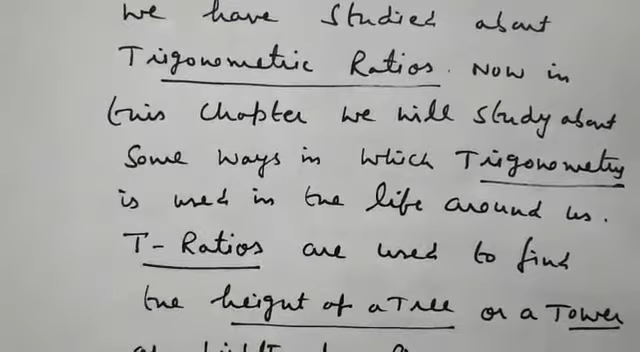 we have studied about
Trigonometric Ratios. Now in
this chapter we will study about
Some ways in which Trigonometry
is used in the life around us.
T-Ratios are used to find
the height of a Tree or a Tower